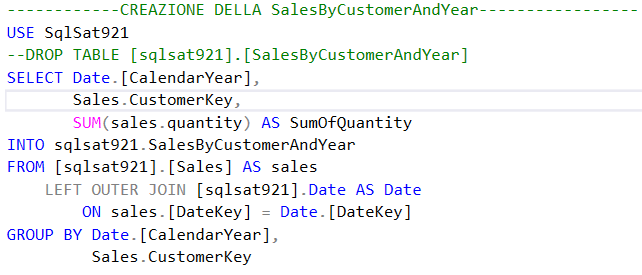 ------------CREAZIONE DELLA SalesByCustomerAndYear-----------------
USE SqlSat921
--DROP TABLE [sqlsat921].[SalesByCustomerAndYear]
SELECT Date.[CalendarYear],
Sales.CustomerKey,
SUM(sales.quantity) AS SumOfQuantity
INTO sqlsat921.SalesByCustomerAndYear
FROM [sqlsat921].[Sales] AS sales
LEFT OUTER JOIN [sqlsat921].Date AS Date
ON sales.[DateKey] = Date.[DateKey]
GROUP BY Date.[CalendarYear],
Sales.CustomerKey